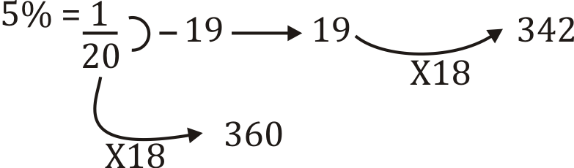 5% = 1/20 − 19 → 19 X18 → 342
X18 → 360